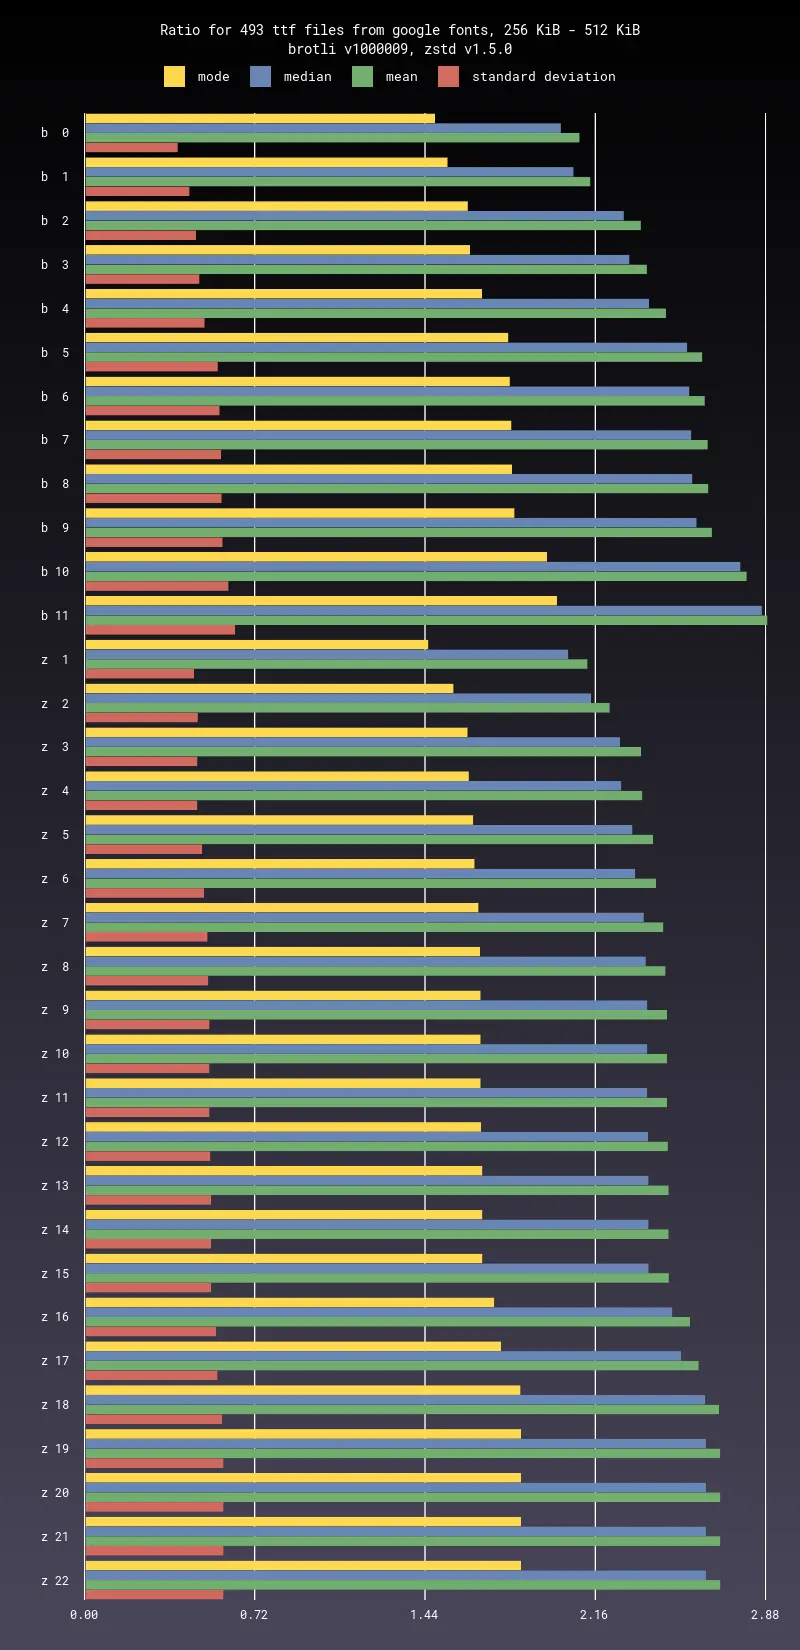 Ratio for 493 ttf files from google fonts, 256 KiB - 512 KiB
brotli v1000009, zstd v1.5.0
mode median mean standard deviation
b 0
b 1
b 2
b 3
b 4
b 5
b 6
b 7
b 8
b 9
b 10
b 11
z 1
z 2
z 3
z 4
z 5
z 6
z 7
z 8
z 9
z 10
z 11
z 12
z 13
z 14
z 15
z 16
z 17
z 18
z 19
z 20
z 21
z 22
0.00 0.72 1.44 2.16 2.88